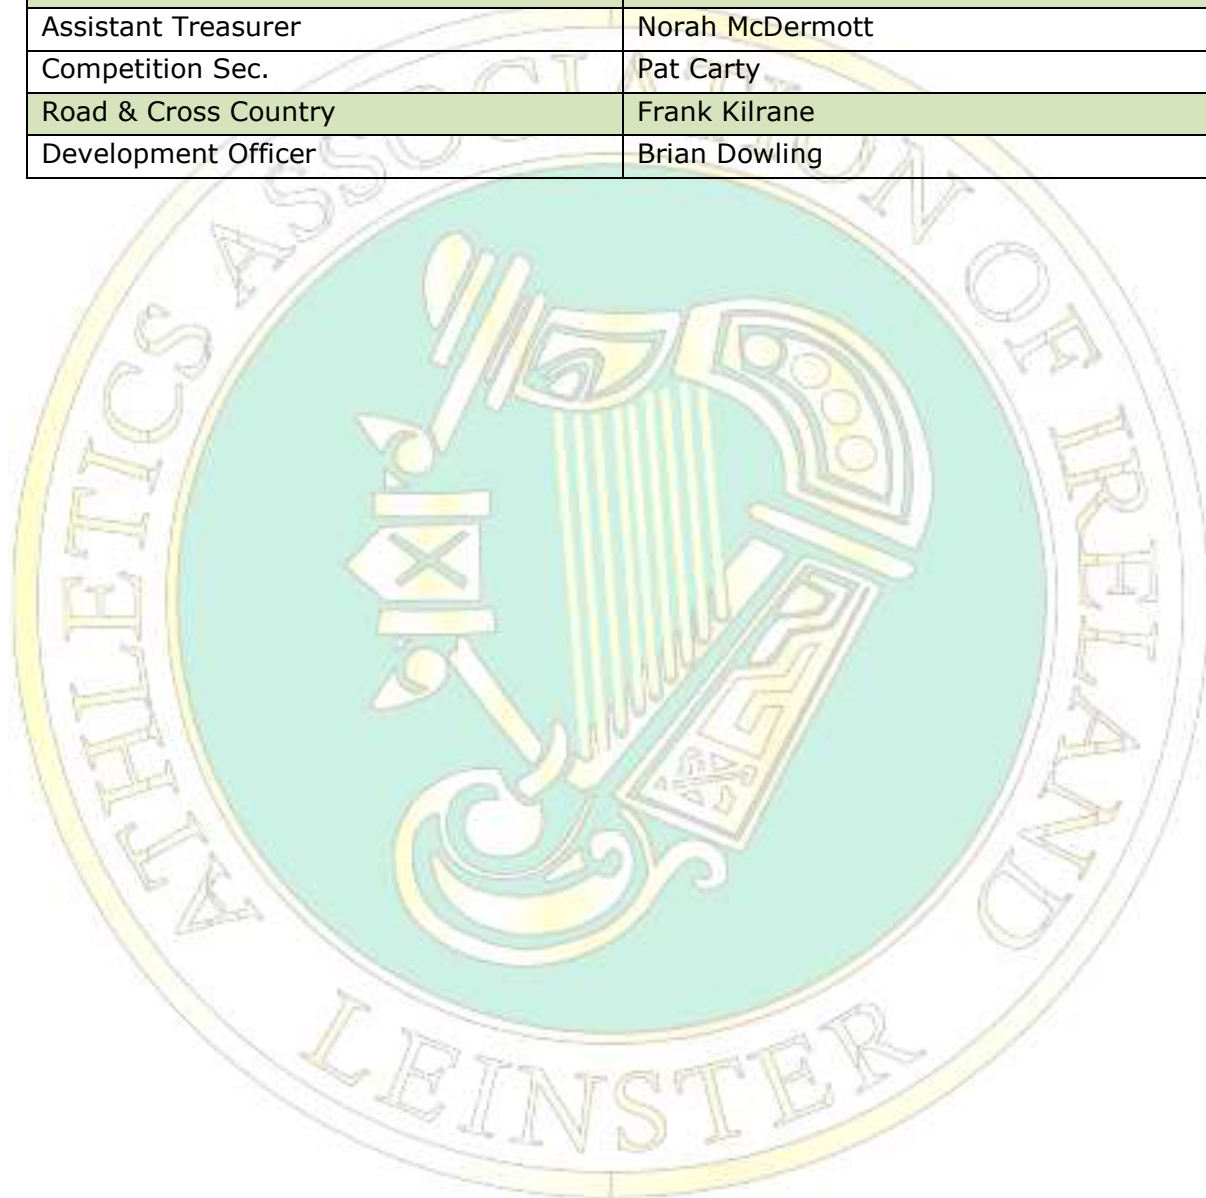 Assistant Treasurer Norah McDermott
Competition Sec. Pat Carty
Road & Cross Country Frank Kilrane
Development Officer Brian Dowling
ATHLETICS ASSOCIATION OF IRELAND
LEINSTER